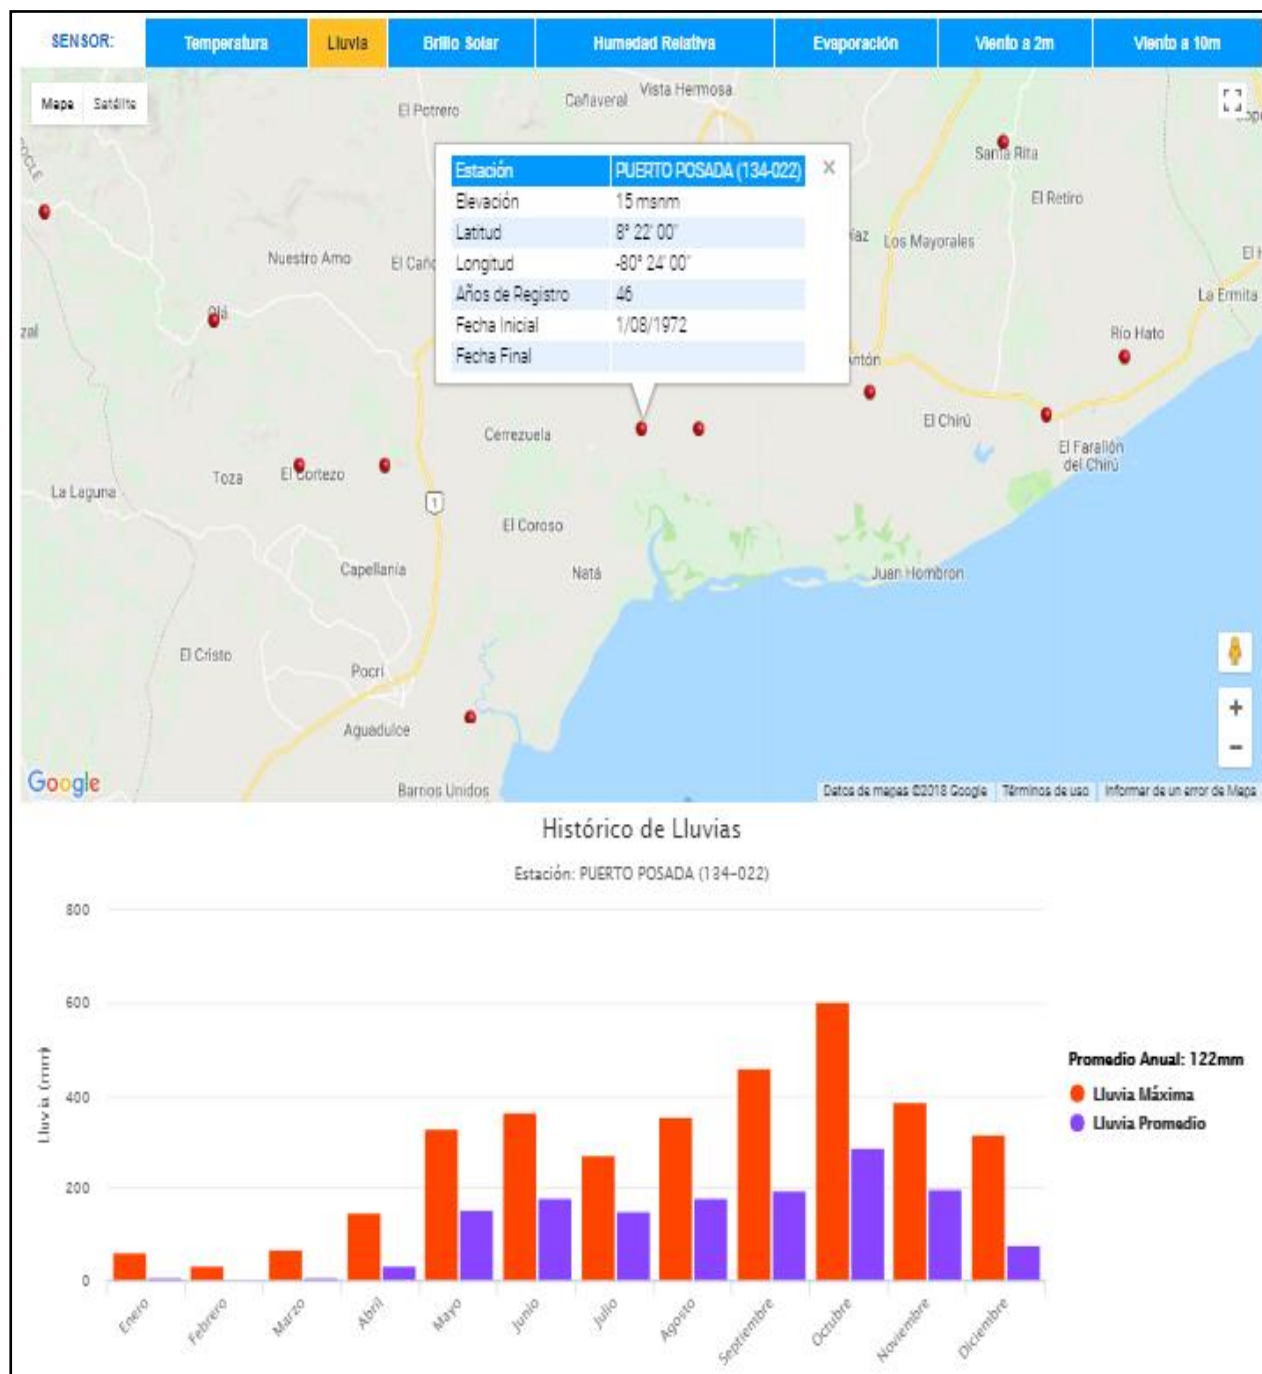 SENSOR: Temperatura Lluvia Brillo Solar Humedad Relativa Evaporación Viento a 2m Viento a 10m
Mapa Satélite
El Potrero
Cañaveral
Vista Hermosa
Santa Rita
El Retiro
Los Mayorales
Nuestro Amo
Olá
La Ermita
Río Hato
Estación PUERTO POSADA (134-022)
Elevación 15 msnm
Latitud 8° 22' 00"
Longitud -80° 24' 00"
Años de Registro 46
Fecha Inicial 1/08/1972
Fecha Final
Cerrezuela
El Chirú
El Farallón
del Chirú
La Laguna
Toza
El Cortezo
1
El Coroso
Capellanía
Natá
Juan Hombron
El Cristo
Pocrí
Aguadulce
Barrios Unidos
Google
Datos de mapas ©2018 Google Términos de uso Informar de un error de Maps
Histórico de Lluvias
Estación: PUERTO POSADA (134-022)
800
600
400
200
0
Lluvia (mm)
Promedio Anual: 122mm
Lluvia Máxima
Lluvia Promedio
Enero Febrero Marzo Abril Mayo Junio Julio Agosto Septiembre Octubre Noviembre Diciembre